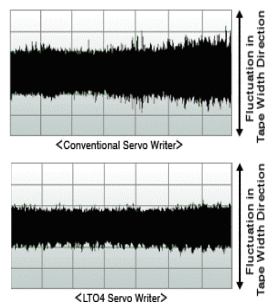 Fluctuation in
Tape Width Direction
<Conventional Servo Writer>
Fluctuation in
Tape Width Direction
<LTO4 Servo Writer>